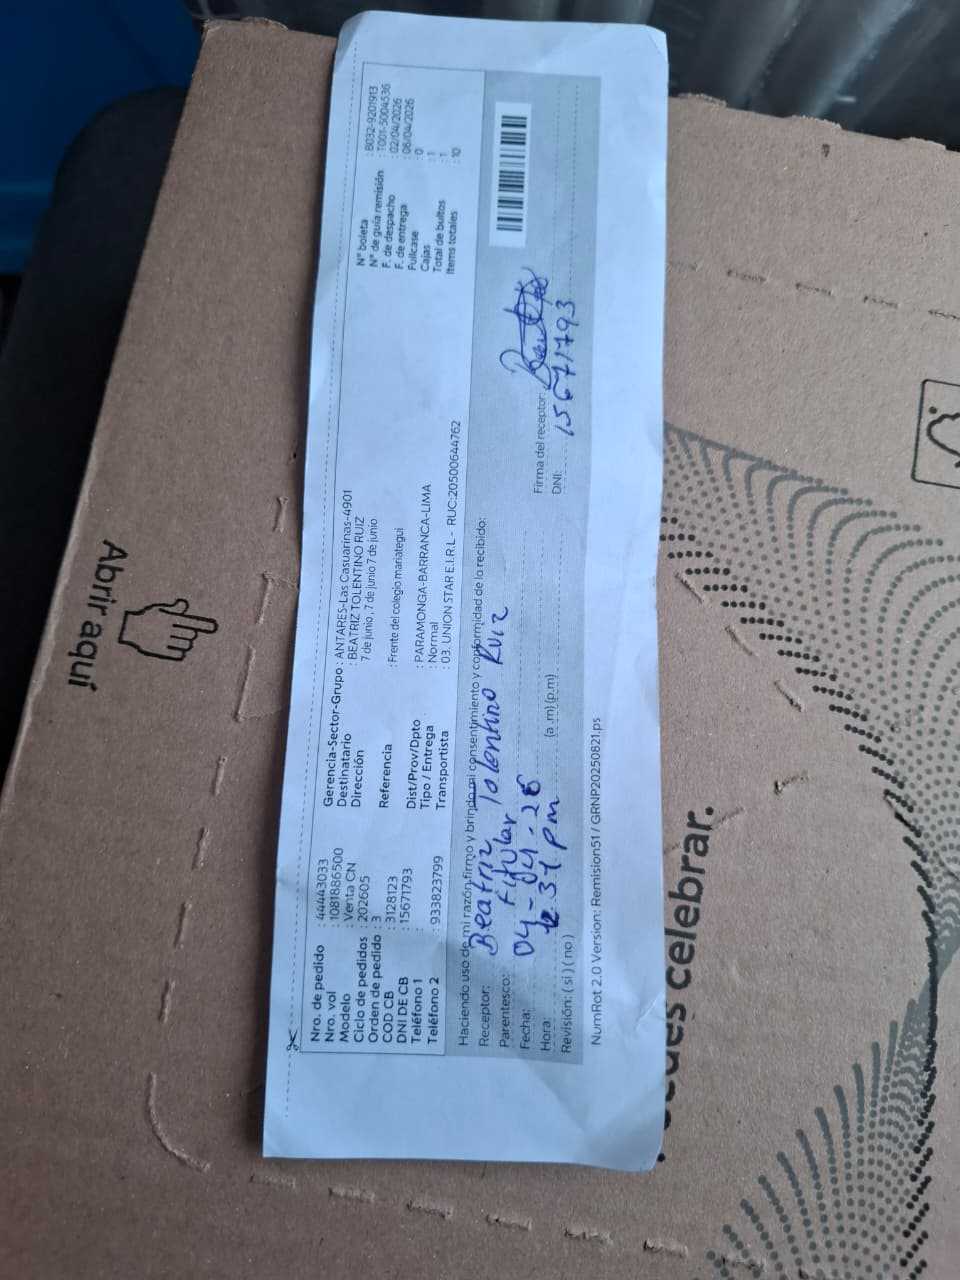 Abrir aquí
Nro. de pedido : 44443033
Nro. vol : 1081886500
Modelo : Venta CN
Ciclo de pedidos : 202605
Orden de pedido : 3
COD CB : 3128123
DNI DE CB : 15671793
Teléfono 1 :
Teléfono 2 : 933823799
Gerencia-Sector-Grupo : ANTARES-Las Casuarinas-4901
Destinatario : BEATRIZ TOLENTINO RUIZ
Dirección : 7 de junio , 7 de junio 7 de junio
Referencia : Frente del colegio mariategui
Dist/Prov/Dpto : PARAMONGA-BARRANCA-LIMA
Tipo / Entrega : Normal
Transportista : 03. UNION STAR E.I.R.L - RUC:20500644762
N° boleta : B032-9201913
N° de guía remisión : T001-5004536
F. de despacho : 02/04/2026
F. de entrega : 06/04/2026
Fullcase : 0
Cajas : 1
Total de bultos : 1
Items totales : 10
Haciendo uso de mi razón,firmo y brindo mi consentimiento y conformidad de lo recibido:
Receptor: Beatriz Tolentino Ruiz
Parentesco: titular
Fecha: 04-04-26
Hora: 12.31 pm (a .m) (p.m)
Revisión: ( si ) ( no )
Firma del receptor:
DNI: 15671793
NumRot 2.0 Version: Remision51 / GRNP20250821.ps
celebrar.